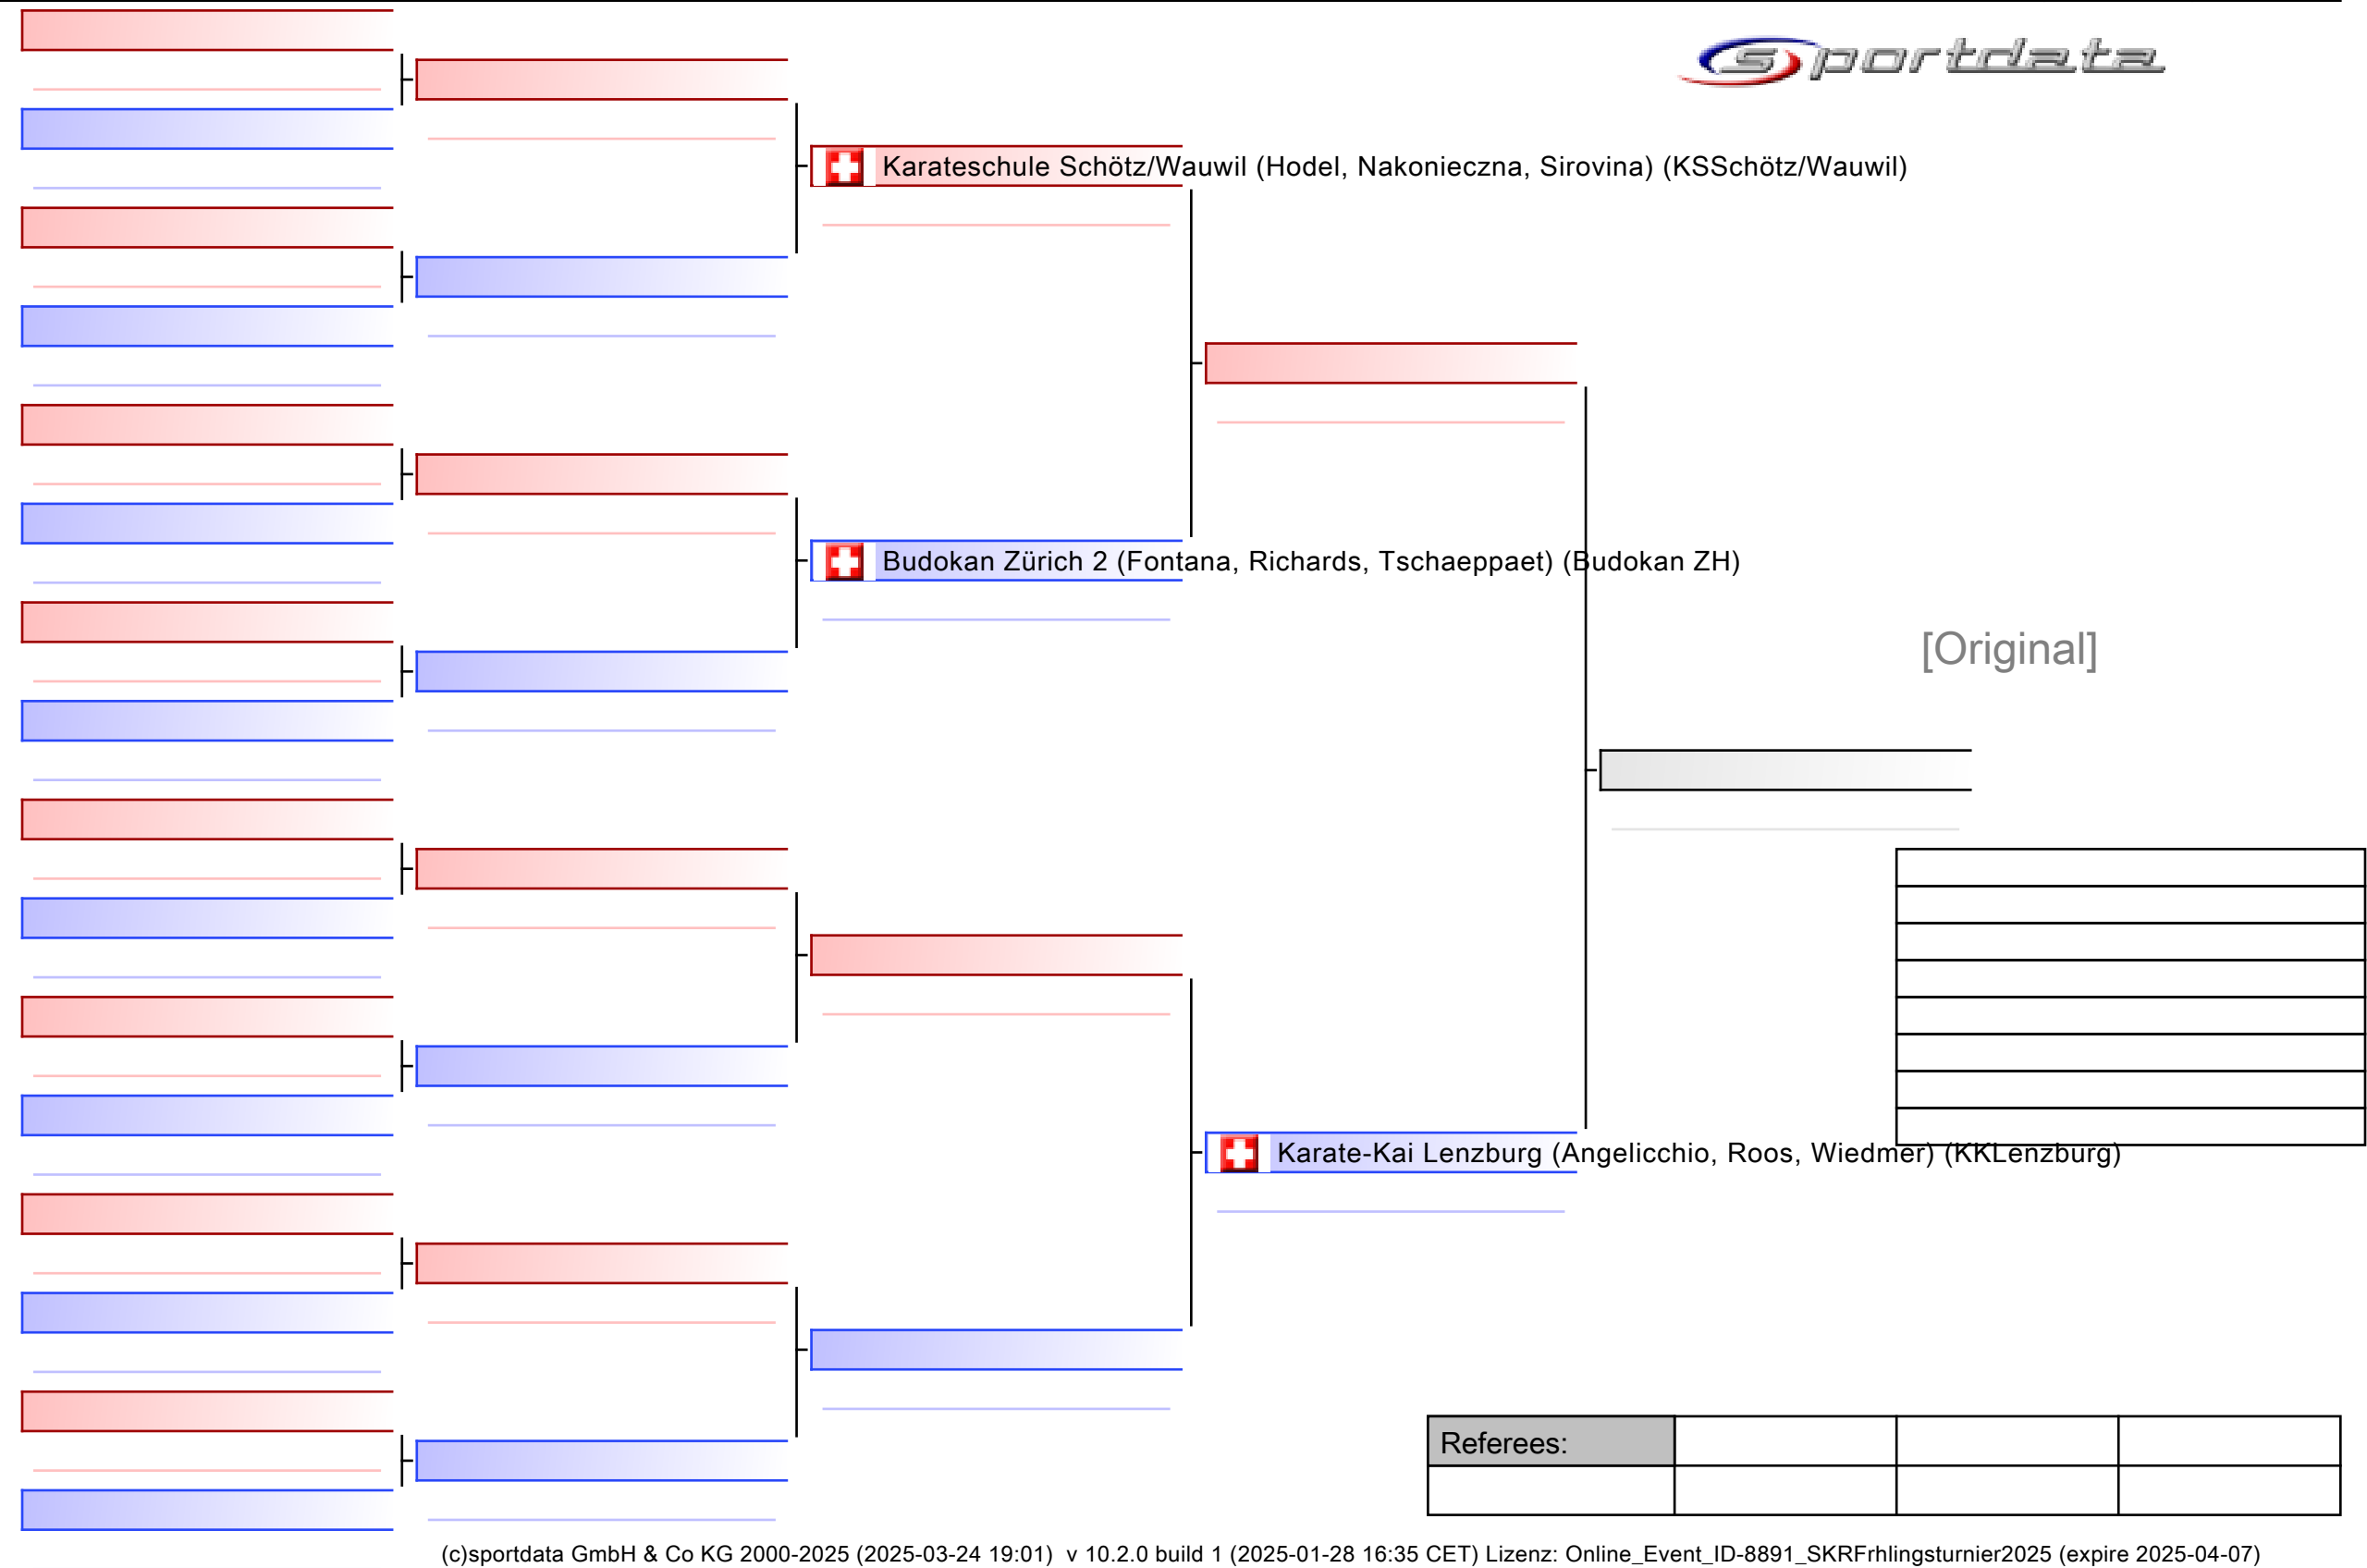 sportdata
Karateschule Schötz/Wauwil (Hodel, Nakonieczna, Sirovina) (KSSchötz/Wauwil)
Budokan Zürich 2 (Fontana, Richards, Tschaeppaet) (Budokan ZH)
[Original]
Karate-Kai Lenzburg (Angelicchio, Roos, Wiedmer) (KKLenzburg)
Referees:
(c)sportdata GmbH & Co KG 2000-2025 (2025-03-24 19:01)  v 10.2.0 build 1 (2025-01-28 16:35 CET) Lizenz: Online_Event_ID-8891_SKRFrhlingsturnier2025 (expire 2025-04-07)